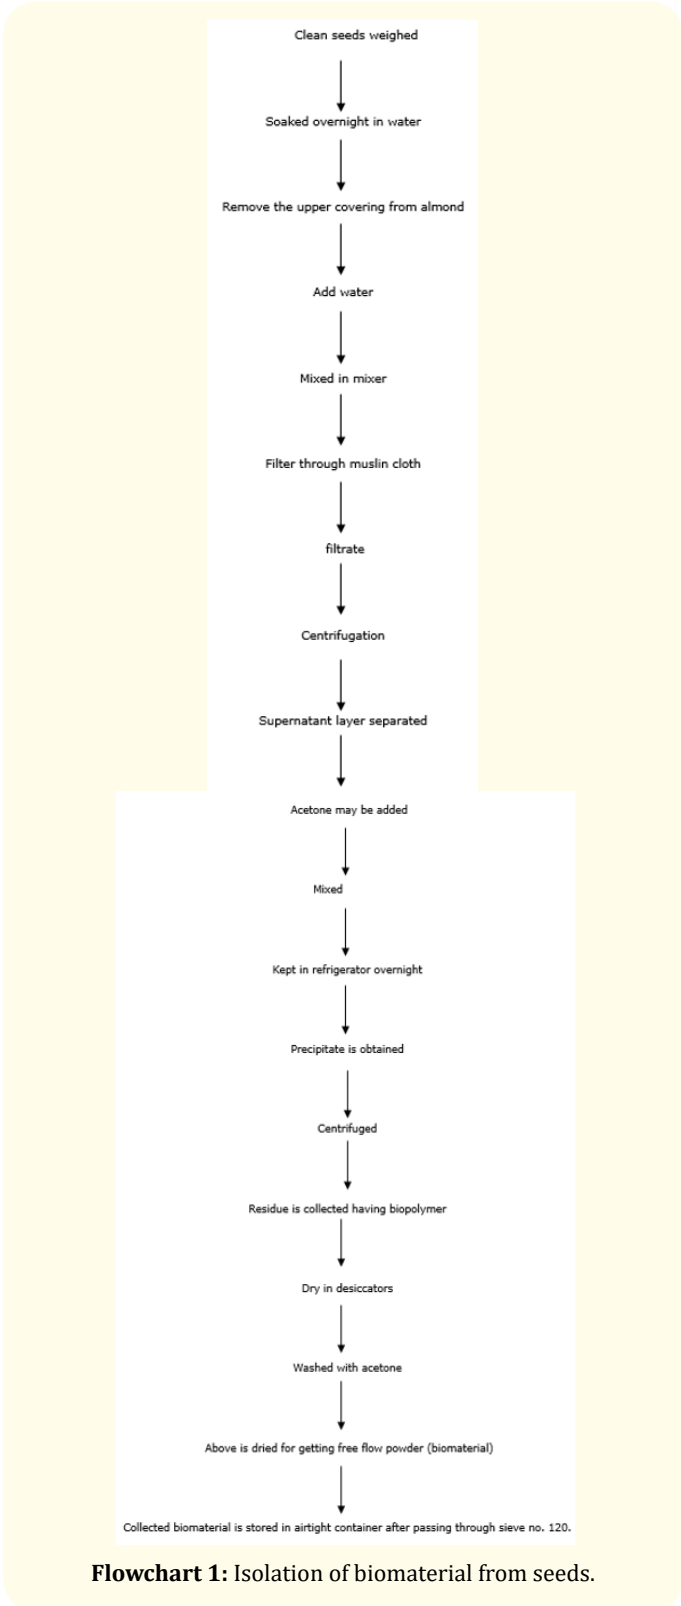 Clean seeds weighed
Soaked overnight in water
Remove the upper covering from almond
Add water
Mixed in mixer
Filter through muslin cloth
filtrate
Centrifugation
Supernatant layer separated
Acetone may be added
Mixed
Kept in refrigerator overnight
Precipitate is obtained
Centrifuged
Residue is collected having biopolymer
Dry in desiccators
Washed with acetone
Above is dried for getting free flow powder (biomaterial)
Collected biomaterial is stored in airtight container after passing through sieve no. 120.
Flowchart 1: Isolation of biomaterial from seeds.